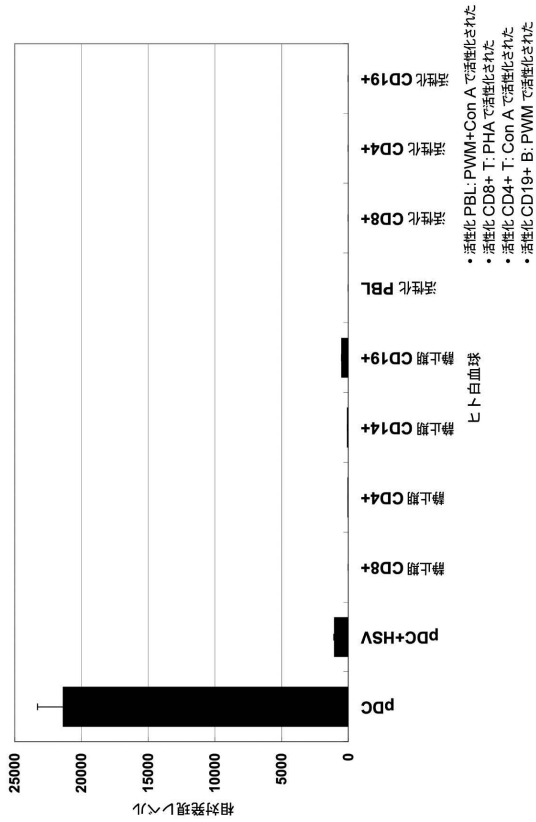 相対発現レベル
25000
20000
15000
10000
5000
0
pDC
pDC+HSV
静止期 CD8+
静止期 CD4+
静止期 CD14+
静止期 CD19+
活性化 PBL
活性化 CD8+
活性化 CD4+
活性化 CD19+
ヒト白血球
・活性化 PBL: PWM+Con A で活性化された
・活性化 CD8+ T: PHA で活性化された
・活性化 CD4+ T: Con A で活性化された
・活性化 CD19+ B: PWM で活性化された